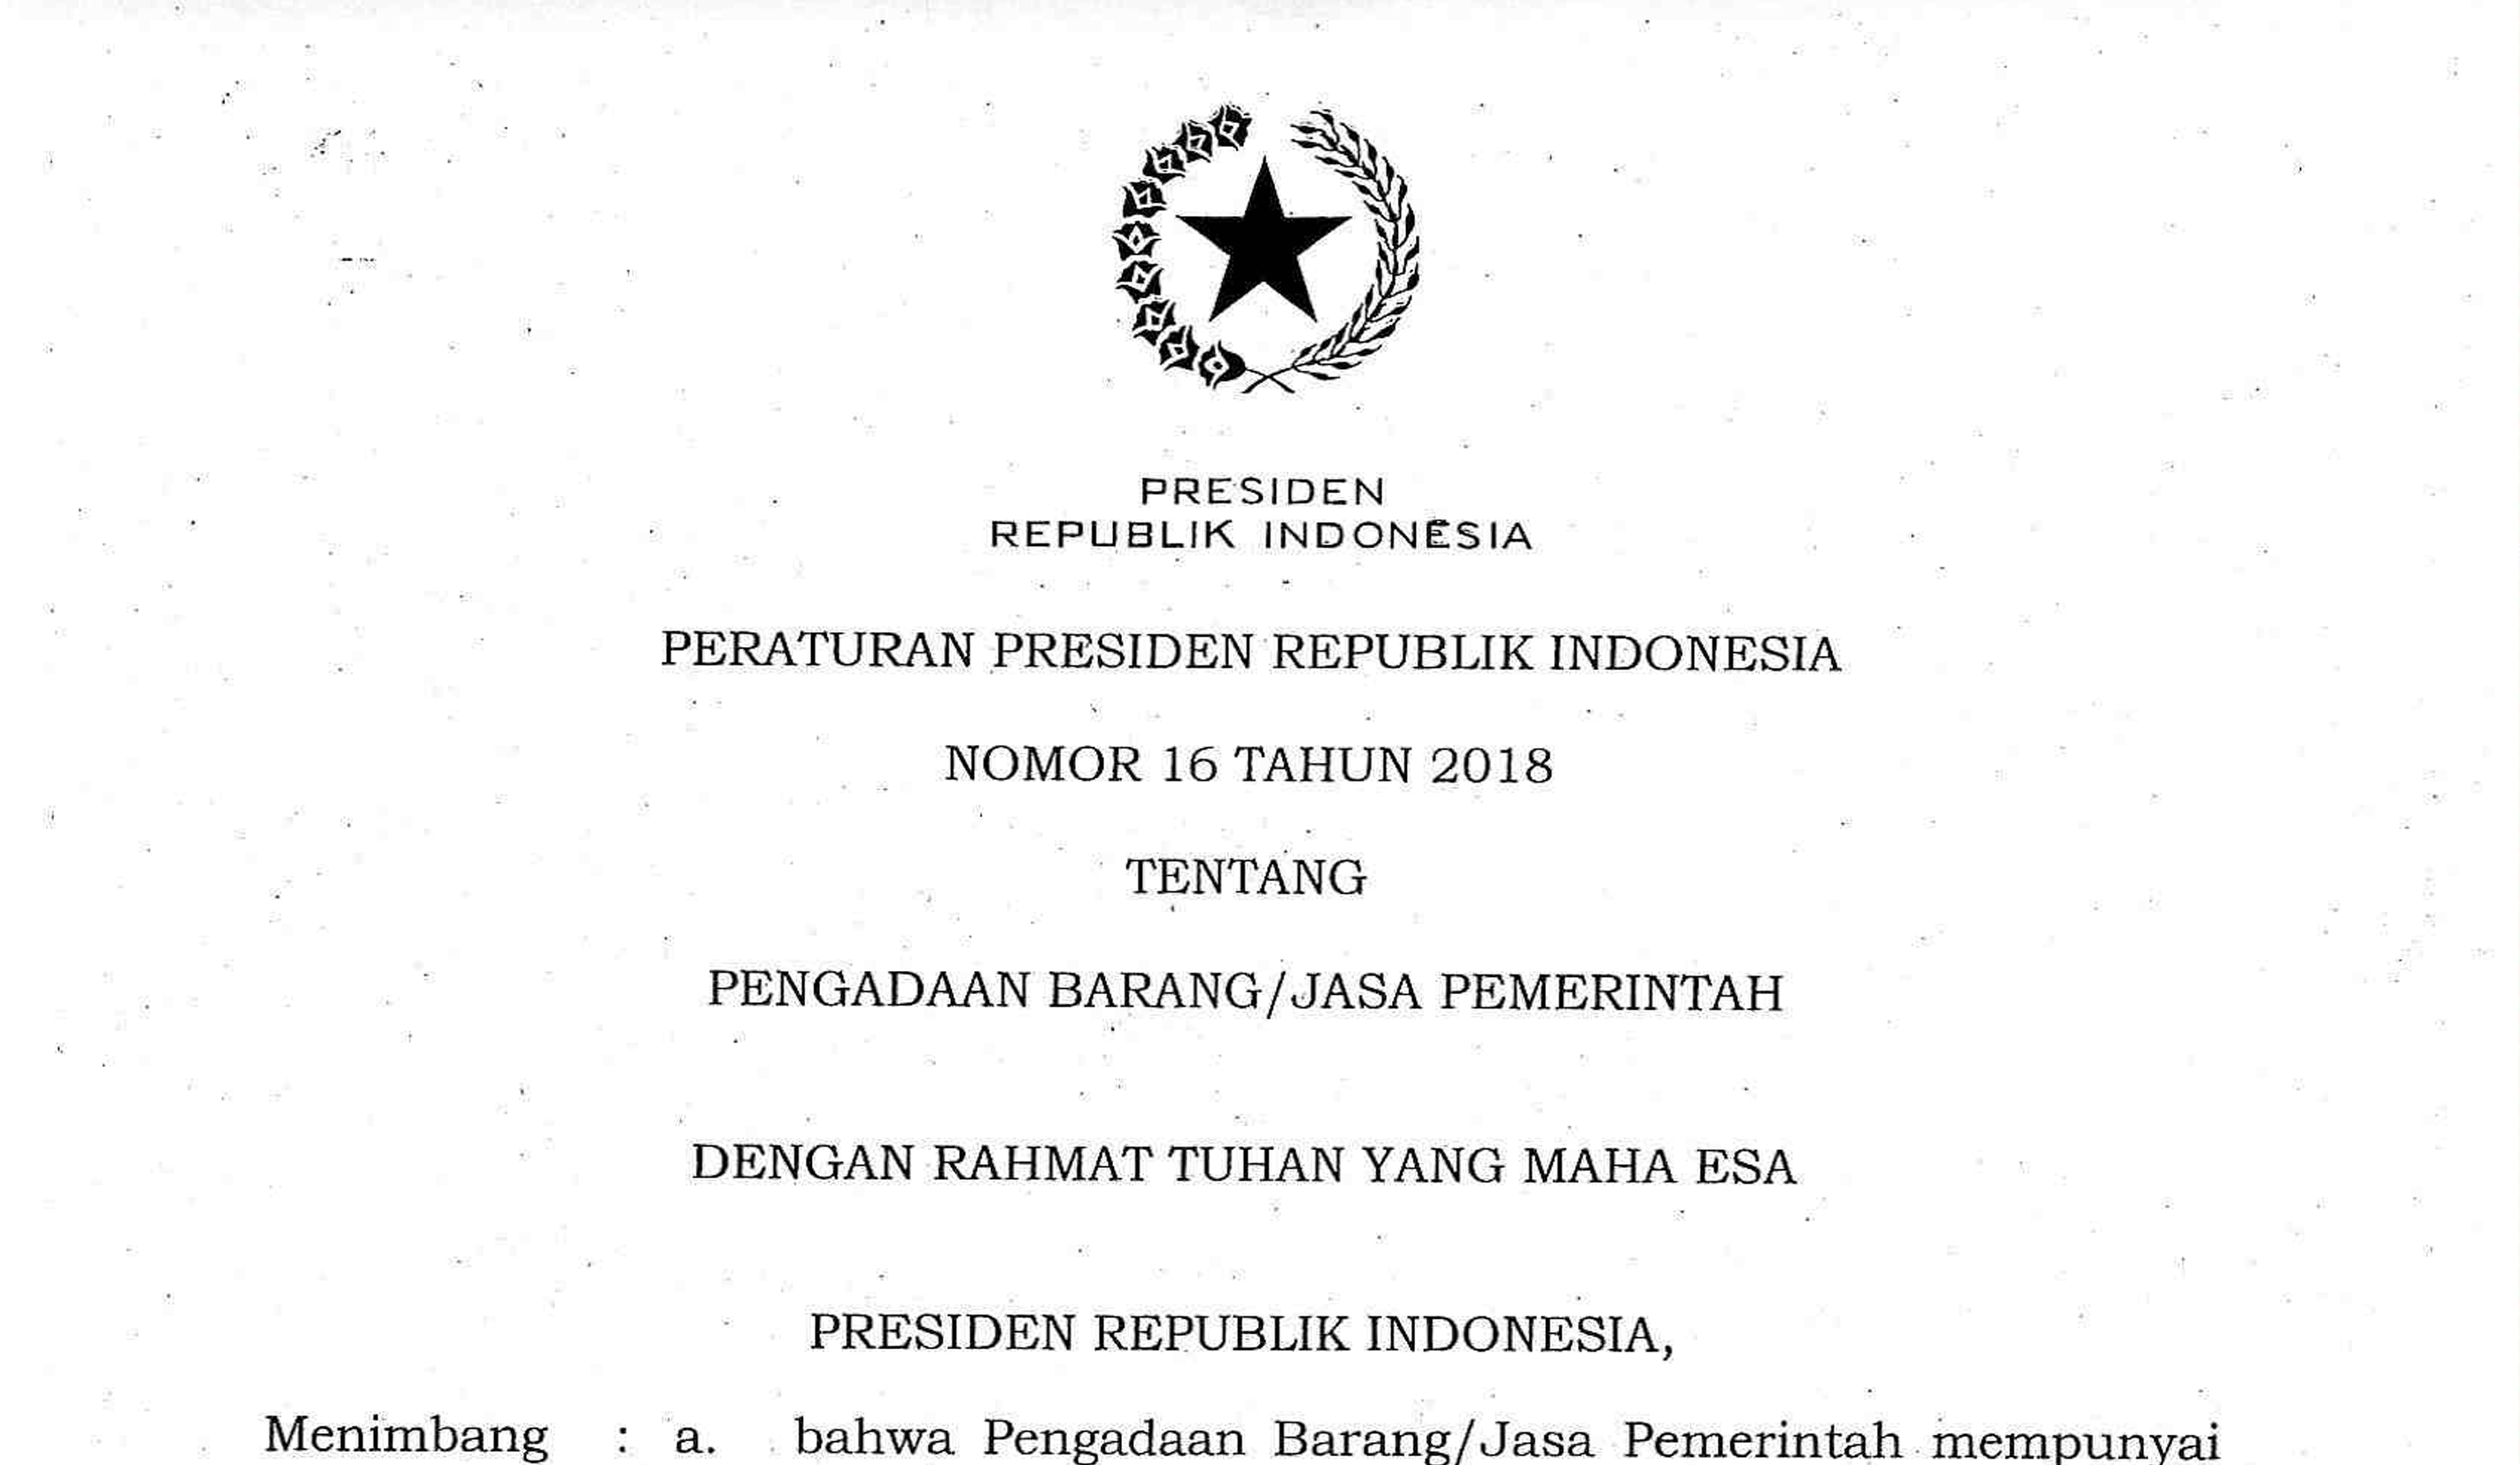 PRESIDEN
REPUBLIK INDONESIA
PERATURAN PRESIDEN REPUBLIK INDONESIA
NOMOR 16 TAHUN 2018
TENTANG
PENGADAAN BARANG/JASA PEMERINTAH
DENGAN RAHMAT TUHAN YANG MAHA ESA
PRESIDEN REPUBLIK INDONESIA,
Menimbang : a. bahwa Pengadaan Barang/Jasa Pemerintah mempunyai